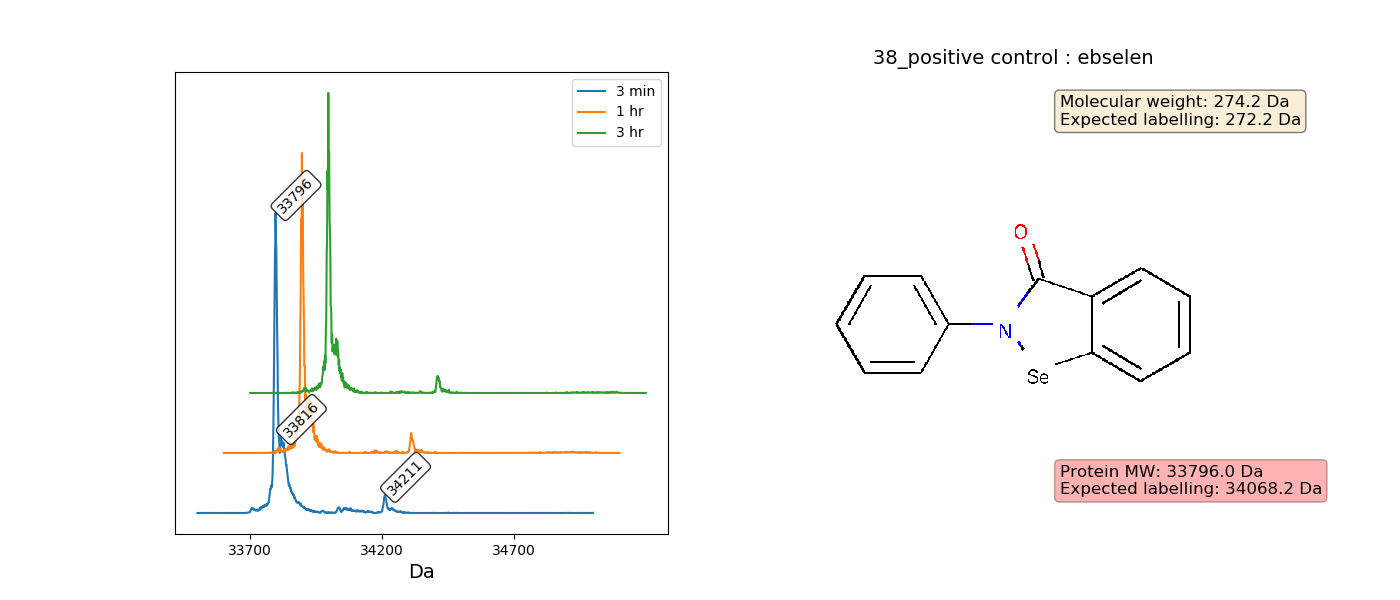 38_positive control : ebselen
3 min
1 hr
3 hr
Molecular weight: 274.2 Da
Expected labelling: 272.2 Da
33796
33816
34211
O
N
Se
Protein MW: 33796.0 Da
Expected labelling: 34068.2 Da
33700 34200 34700
Da